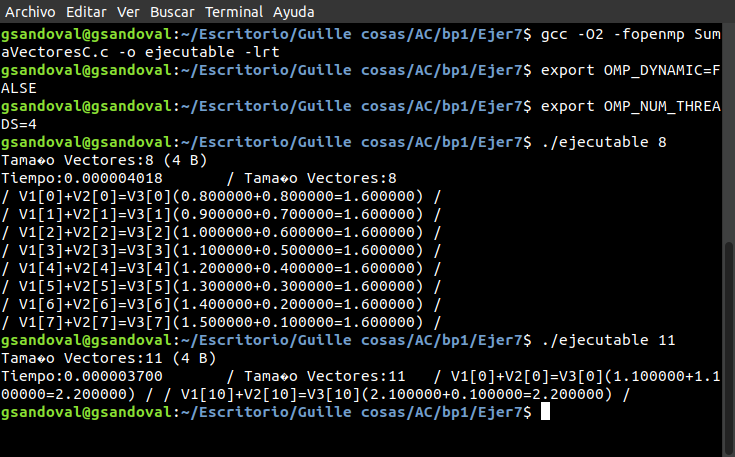 Archivo Editar Ver Buscar Terminal Ayuda
gsandoval@gsandoval:~/Escritorio/Guille cosas/AC/bp1/Ejer7$ gcc -O2 -fopenmp Sum
aVectoresC.c -o ejecutable -lrt
gsandoval@gsandoval:~/Escritorio/Guille cosas/AC/bp1/Ejer7$ export OMP_DYNAMIC=F
ALSE
gsandoval@gsandoval:~/Escritorio/Guille cosas/AC/bp1/Ejer7$ export OMP_NUM_THREA
DS=4
gsandoval@gsandoval:~/Escritorio/Guille cosas/AC/bp1/Ejer7$ ./ejecutable 8
Tama�o Vectores:8 (4 B)
Tiempo:0.000004018       / Tama�o Vectores:8
/ V1[0]+V2[0]=V3[0](0.800000+0.800000=1.600000) /
/ V1[1]+V2[1]=V3[1](0.900000+0.700000=1.600000) /
/ V1[2]+V2[2]=V3[2](1.000000+0.600000=1.600000) /
/ V1[3]+V2[3]=V3[3](1.100000+0.500000=1.600000) /
/ V1[4]+V2[4]=V3[4](1.200000+0.400000=1.600000) /
/ V1[5]+V2[5]=V3[5](1.300000+0.300000=1.600000) /
/ V1[6]+V2[6]=V3[6](1.400000+0.200000=1.600000) /
/ V1[7]+V2[7]=V3[7](1.500000+0.100000=1.600000) /
gsandoval@gsandoval:~/Escritorio/Guille cosas/AC/bp1/Ejer7$ ./ejecutable 11
Tama�o Vectores:11 (4 B)
Tiempo:0.000003700       / Tama�o Vectores:11   / V1[0]+V2[0]=V3[0](1.100000+1.1
00000=2.200000) / / V1[10]+V2[10]=V3[10](2.100000+0.100000=2.200000) /
gsandoval@gsandoval:~/Escritorio/Guille cosas/AC/bp1/Ejer7$